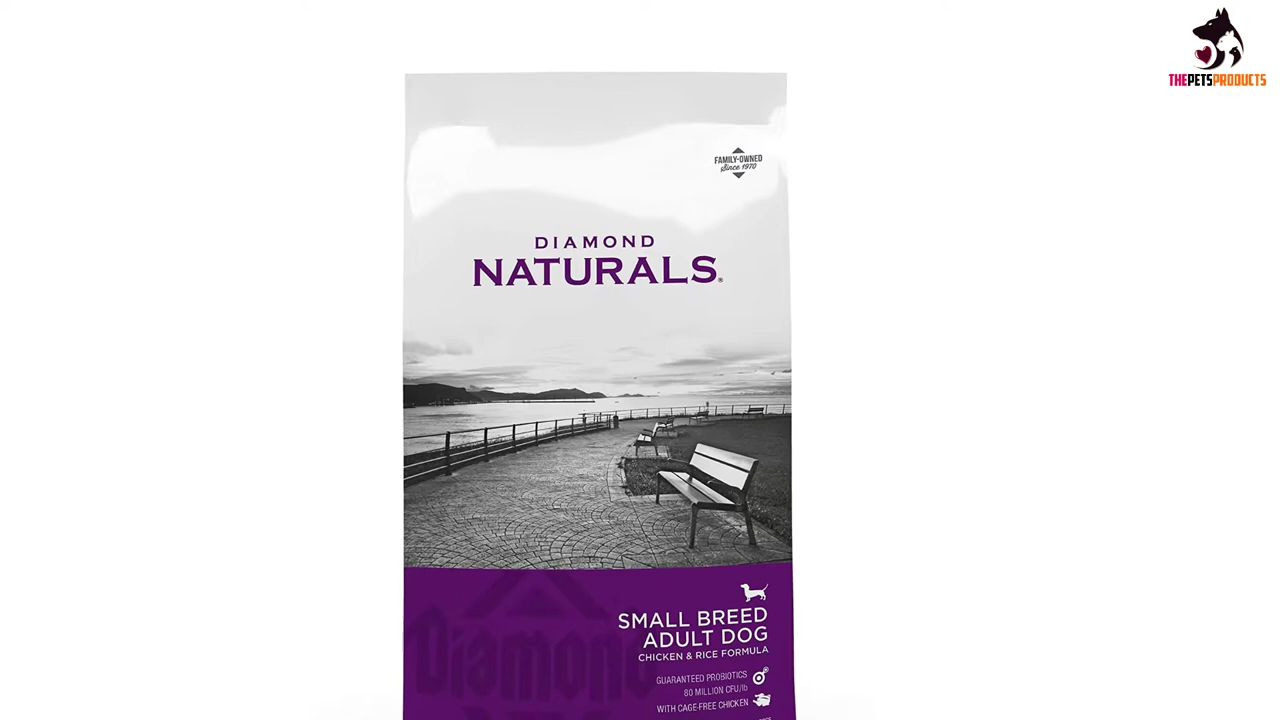 THEPETSPRODUCTS
FAMILY-OWNED
Since 1970
DIAMOND
NATURALS®
SMALL BREED
ADULT DOG
CHICKEN & RICE FORMULA
GUARANTEED PROBIOTICS
80 MILLION CFU/lb
WITH CAGE-FREE CHICKEN
Diamond